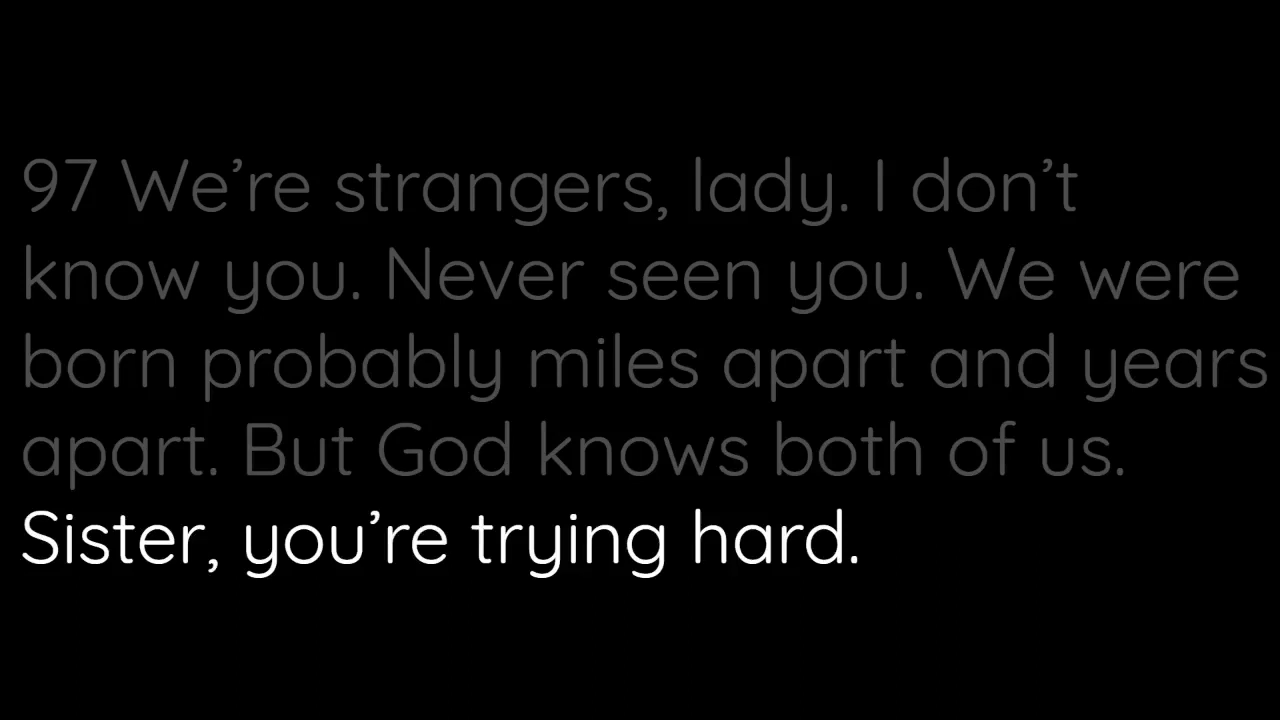 97 We’re strangers, lady. I don’t
know you. Never seen you. We were
born probably miles apart and years
apart. But God knows both of us.
Sister, you’re trying hard.